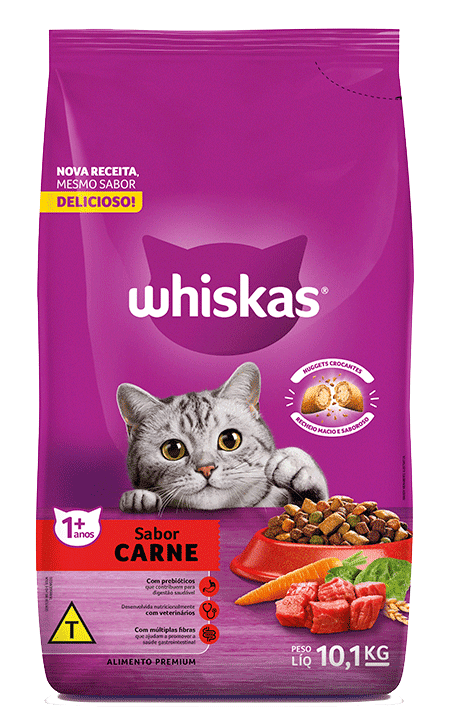 NOVA RECEITA,
MESMO SABOR
DELICIOSO!
whiskas®
NUGGETS CROCANTES
RECHEIO MACIO E SABOROSO
1+
anos
Sabor
CARNE
Com prebióticos
que contribuem para
digestão saudável
Desenvolvida nutricionalmente
com veterinários
Com múltiplas fibras
que ajudam a promover a
saúde gastrointestinal
T
ALIMENTO PREMIUM
PESO
LÍQ 10,1KG